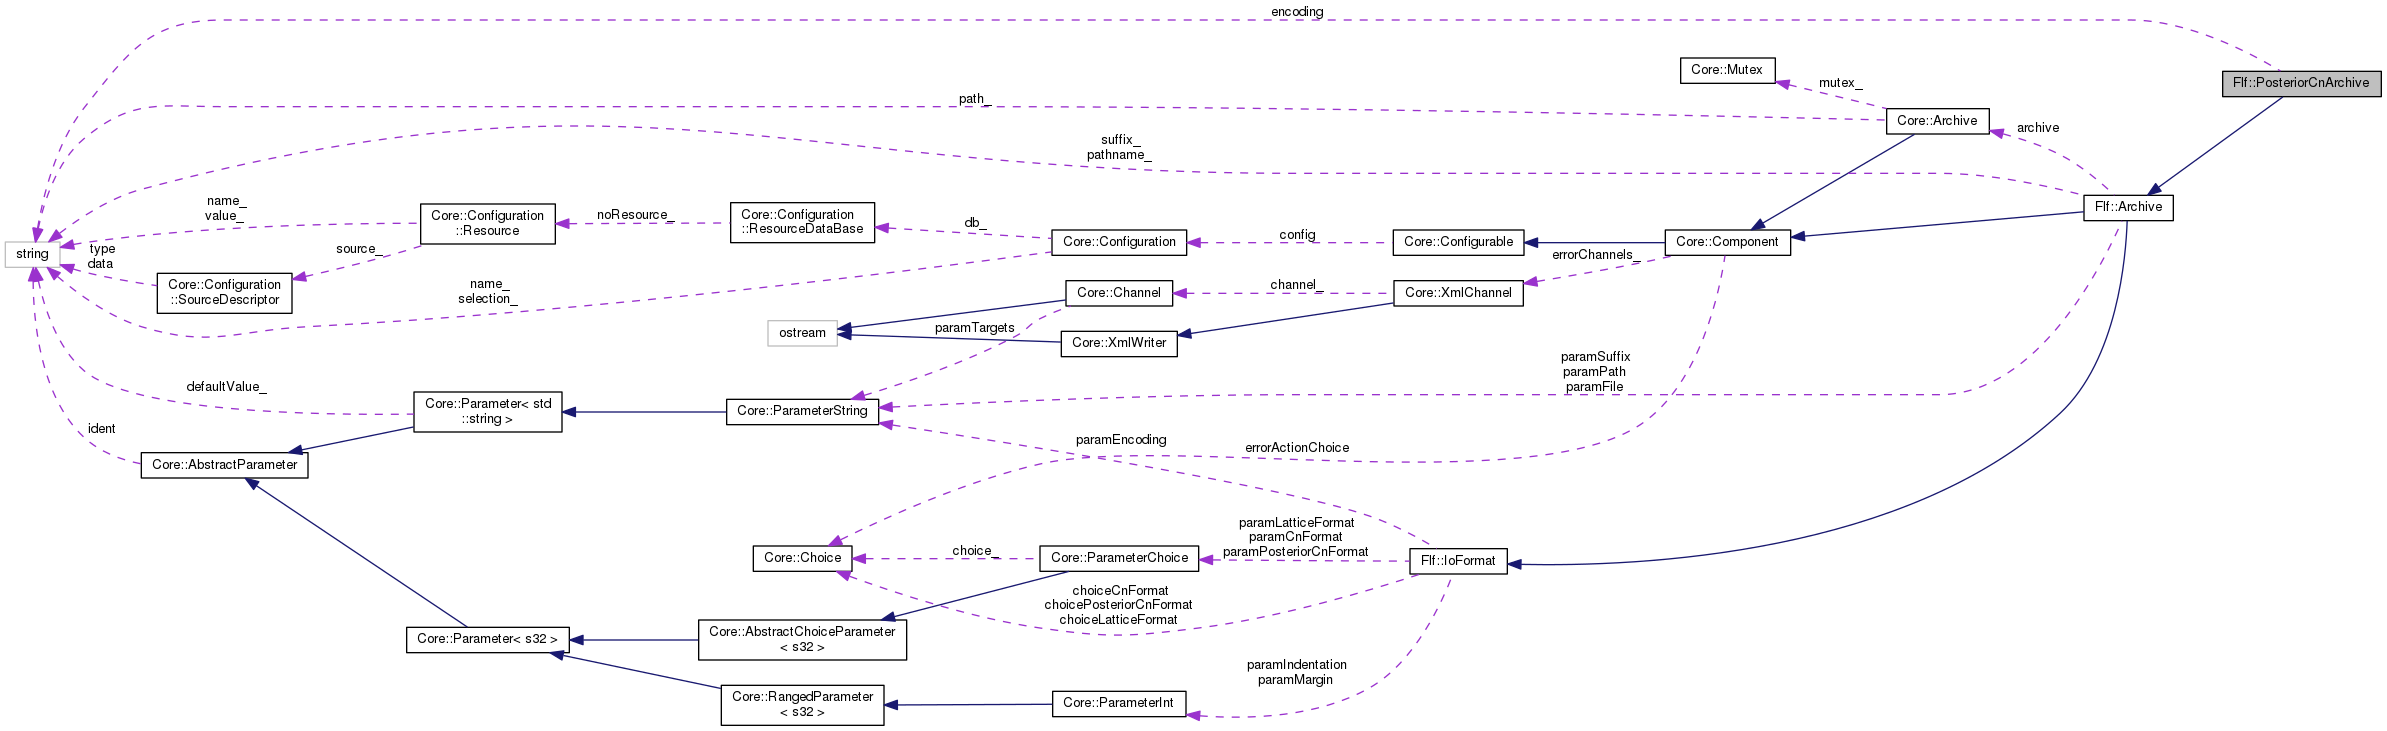 encoding
Core::Mutex
Flf::PosteriorCnArchive
mutex_
path_
Core::Archive
archive
suffix_
pathname_
name_
value_
Core::Configuration
::Resource
noResource_
Core::Configuration
::ResourceDataBase
db_
Flf::Archive
string
type
data
source_
Core::Configuration
config
Core::Configurable
Core::Component
errorChannels_
Core::Configuration
::SourceDescriptor
name_
selection_
Core::Channel
channel_
Core::XmlChannel
ostream
paramTargets
Core::XmlWriter
paramSuffix
paramPath
paramFile
defaultValue_
Core::Parameter< std
::string >
Core::ParameterString
ident
paramEncoding
errorActionChoice
Core::AbstractParameter
paramLatticeFormat
paramCnFormat
paramPosteriorCnFormat
Core::Choice
choice_
Core::ParameterChoice
Flf::IoFormat
choiceCnFormat
choicePosteriorCnFormat
choiceLatticeFormat
Core::Parameter< s32 >
Core::AbstractChoiceParameter
< s32 >
paramIndentation
paramMargin
Core::RangedParameter
< s32 >
Core::ParameterInt